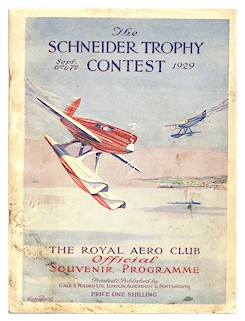 The
SCHNEIDER TROPHY
Sept. 6th & 7th CONTEST 1929
THE ROYAL AERO CLUB
Official
SOUVENIR PROGRAMME
Printed & Published by
GALE & POLDEN LTD. LONDON, ALDERSHOT & PORTSMOUTH
PRICE ONE SHILLING